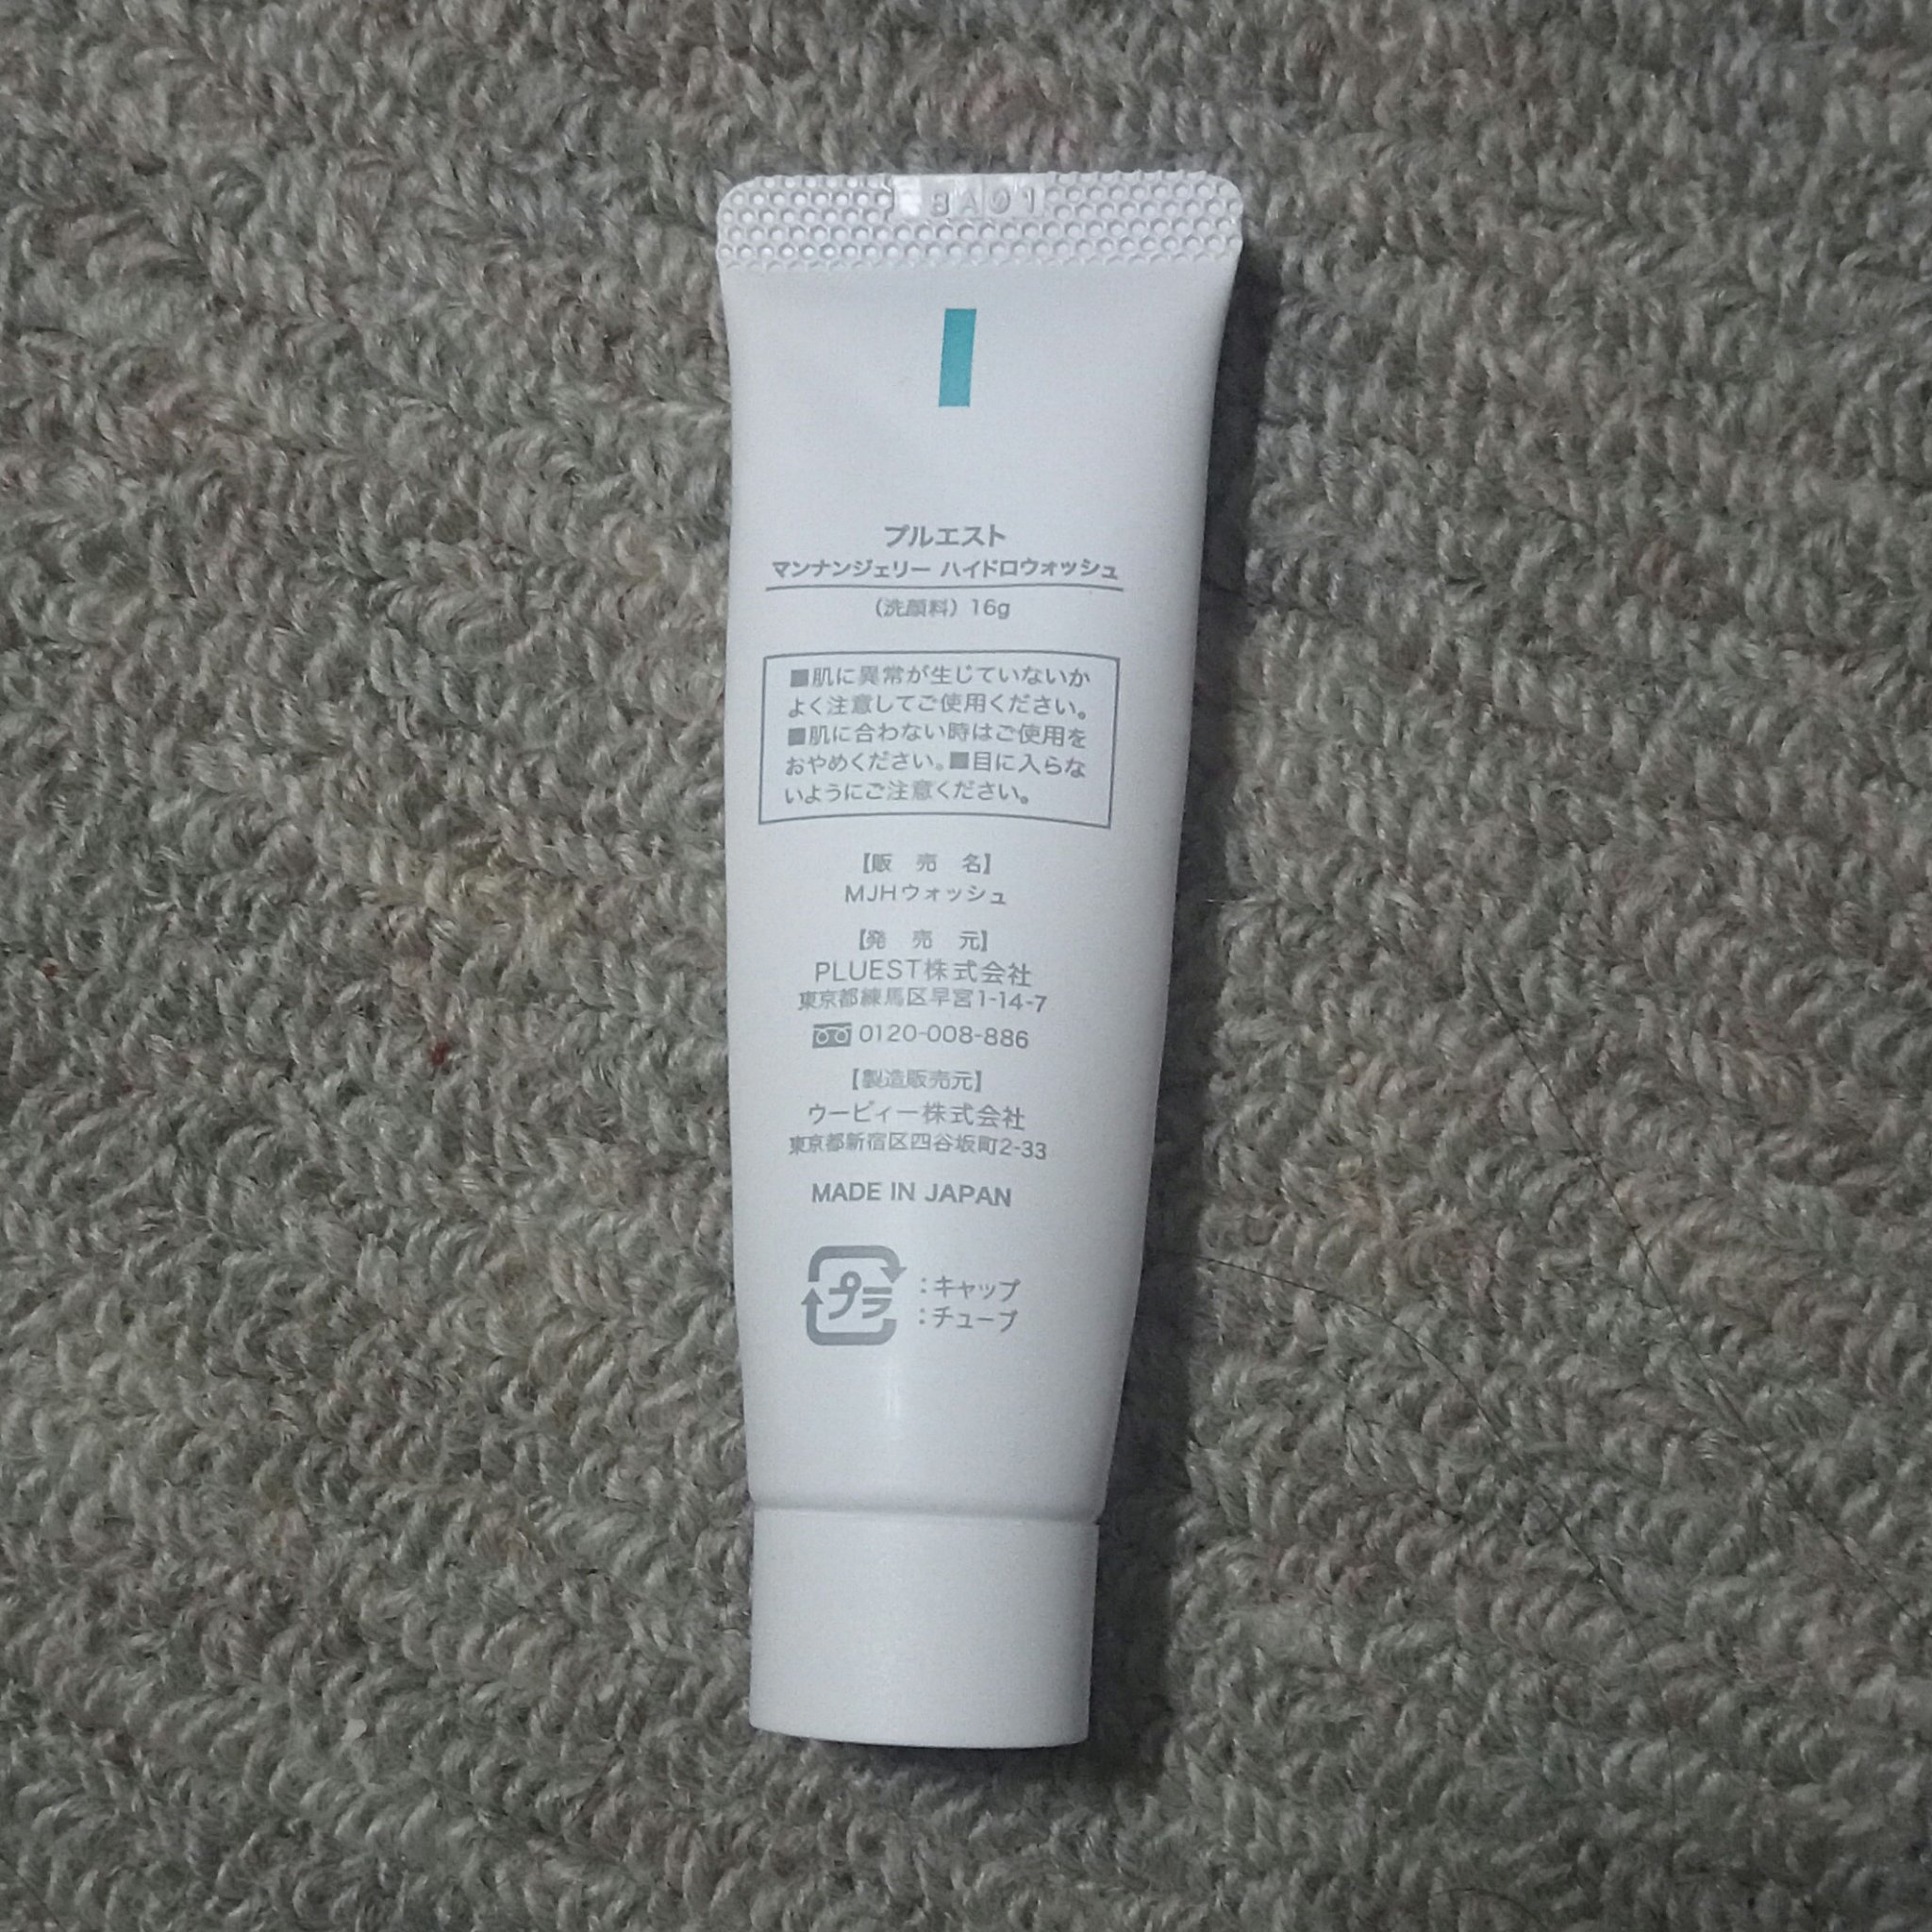 8A01
プルエスト
マンナンジェリー ハイドロウォッシュ
(洗顔料) 16g
■肌に異常が生じていないか
よく注意してご使用ください。
■肌に合わない時はご使用を
おやめください。■目に入らな
いようにご注意ください。
【販 売 名】
MJHウォッシュ
【発 売 元】
PLUEST株式会社
東京都練馬区早宮1-14-7
0120-008-886
【製造販売元】
ウービィー株式会社
東京都新宿区四谷坂町2-33
MADE IN JAPAN
プラ
:キャップ
:チューブ